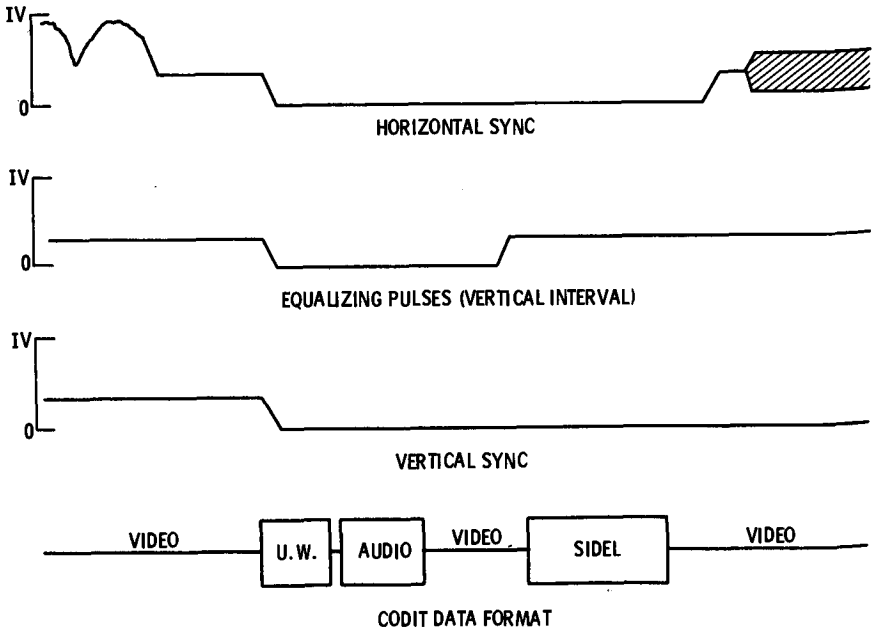 IV
0
HORIZONTAL SYNC
IV
0
EQUALIZING PULSES (VERTICAL INTERVAL)
IV
0
VERTICAL SYNC
VIDEO U.W. AUDIO VIDEO SIDEL VIDEO
CODIT DATA FORMAT